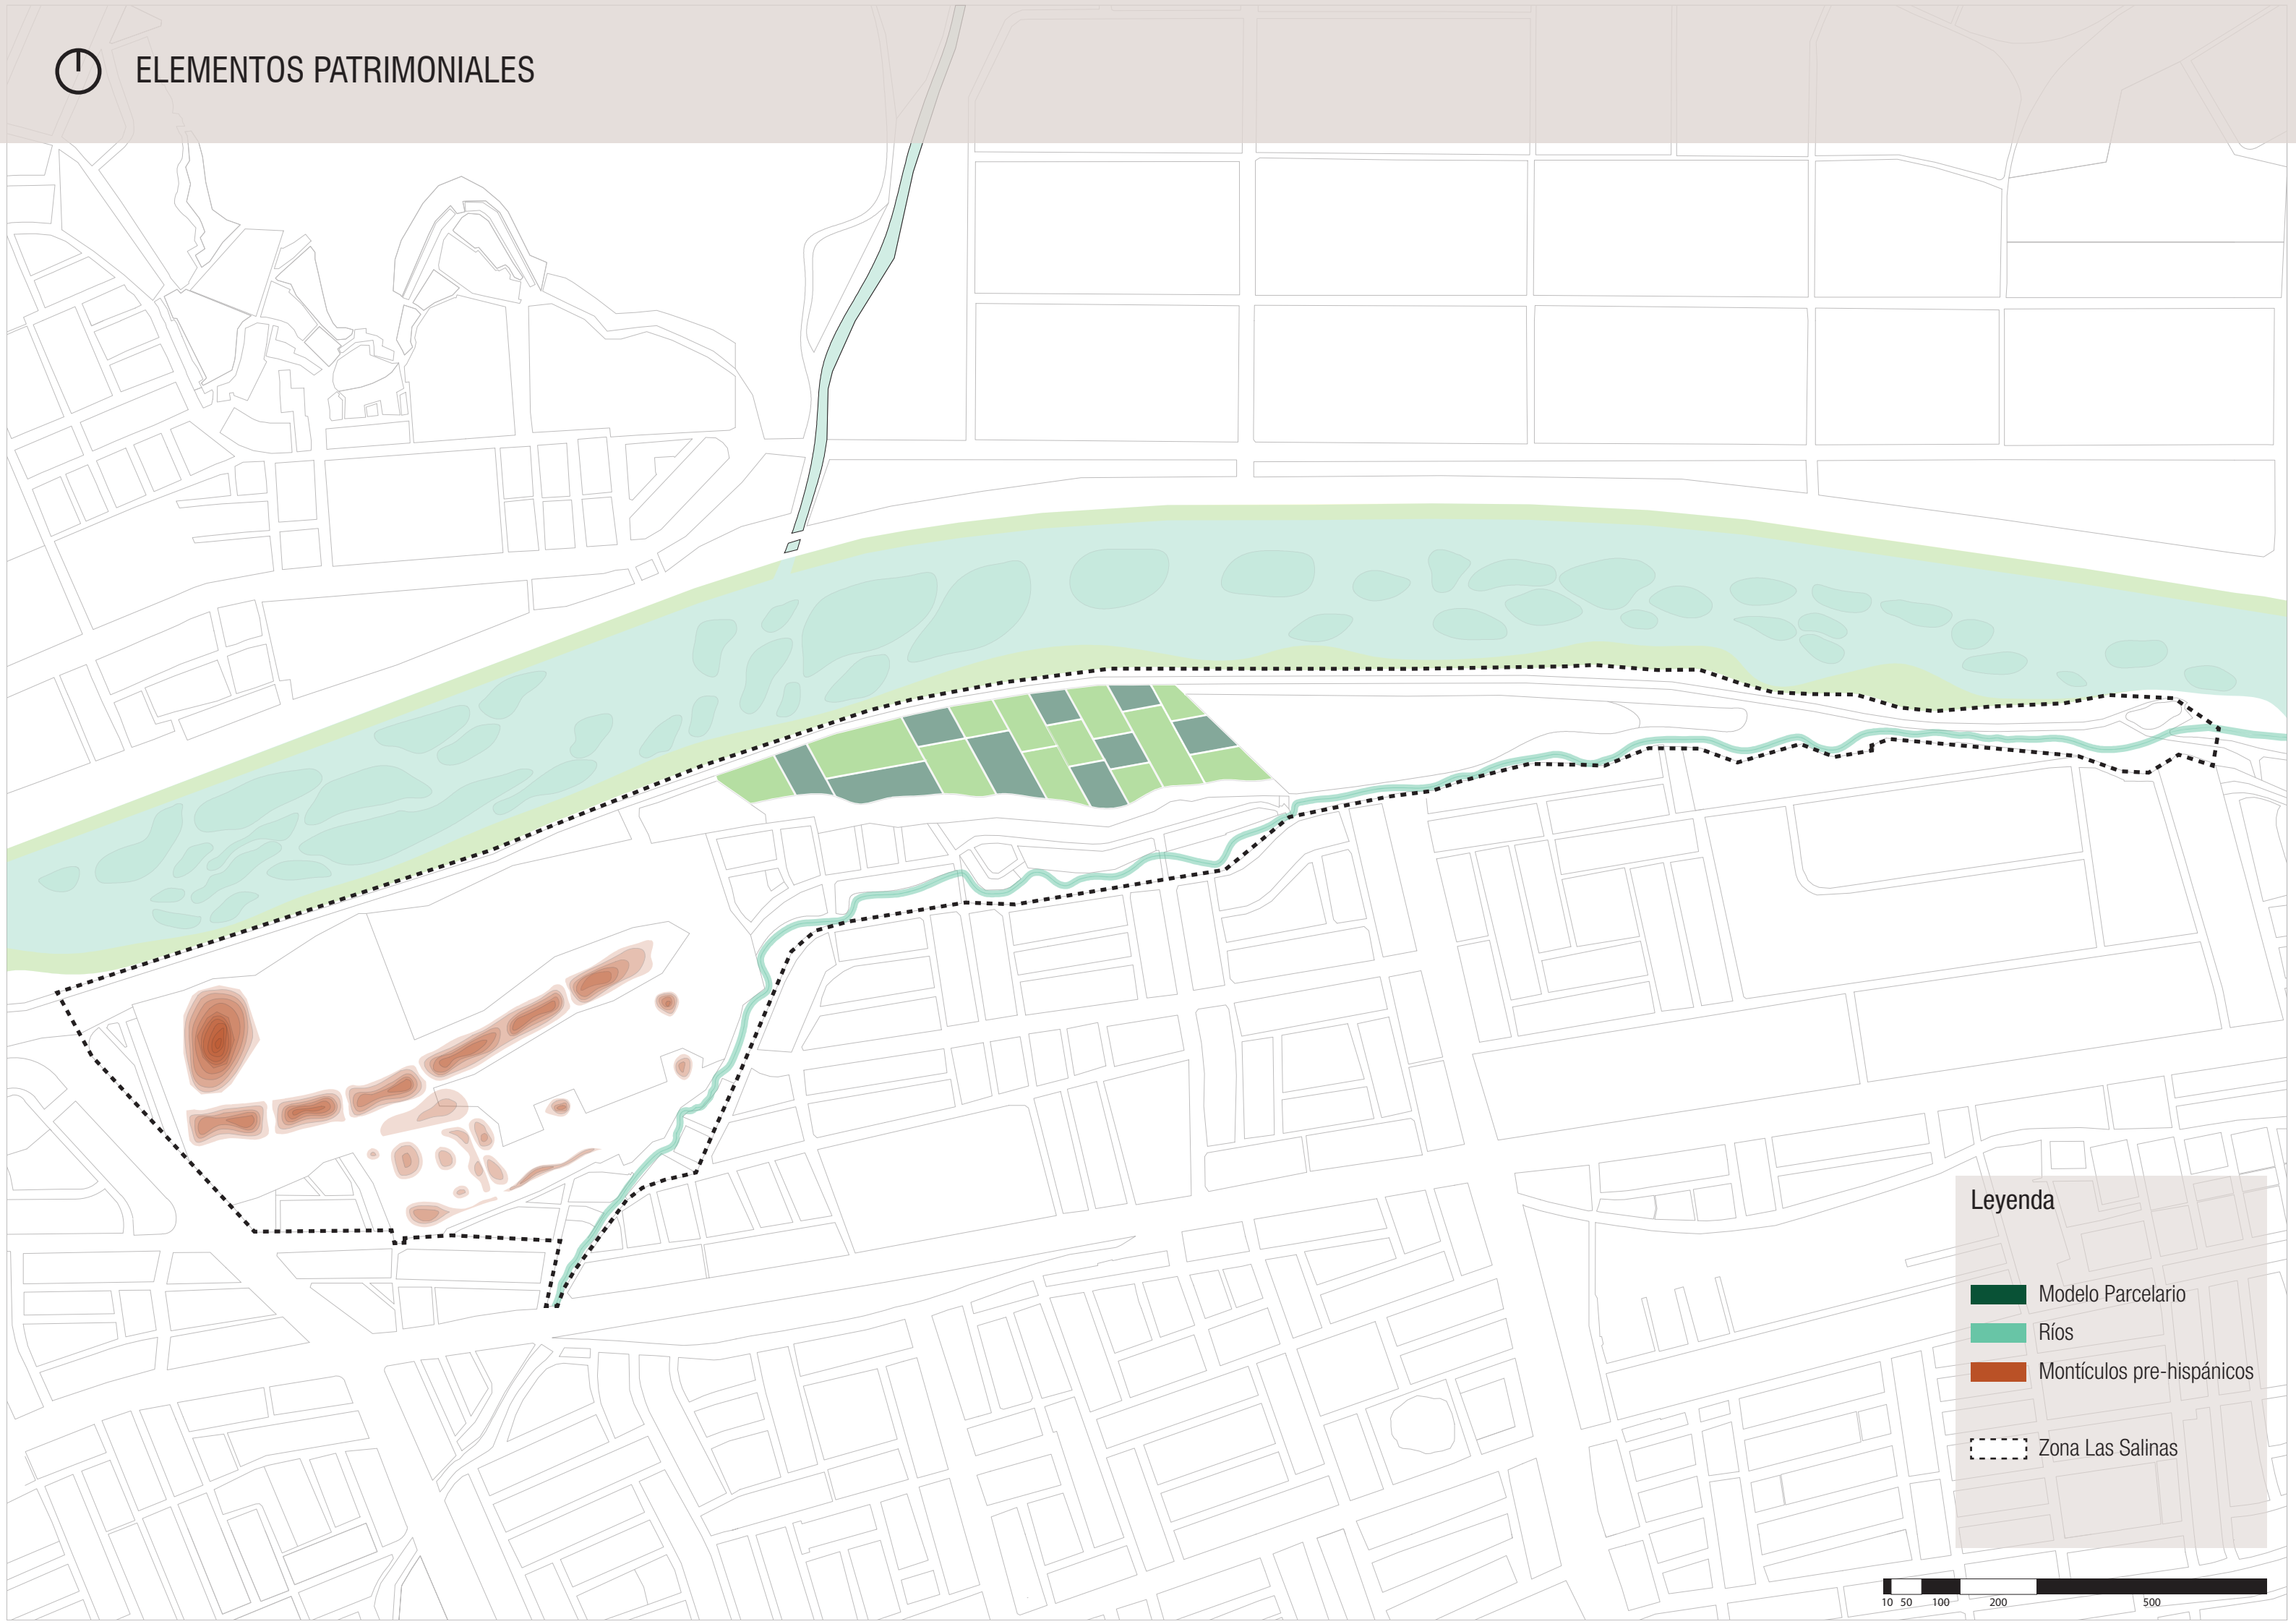 ELEMENTOS PATRIMONIALES
Leyenda
Modelo Parcelario
Ríos
Montículos pre-hispánicos
Zona Las Salinas
10 50 100 200 500